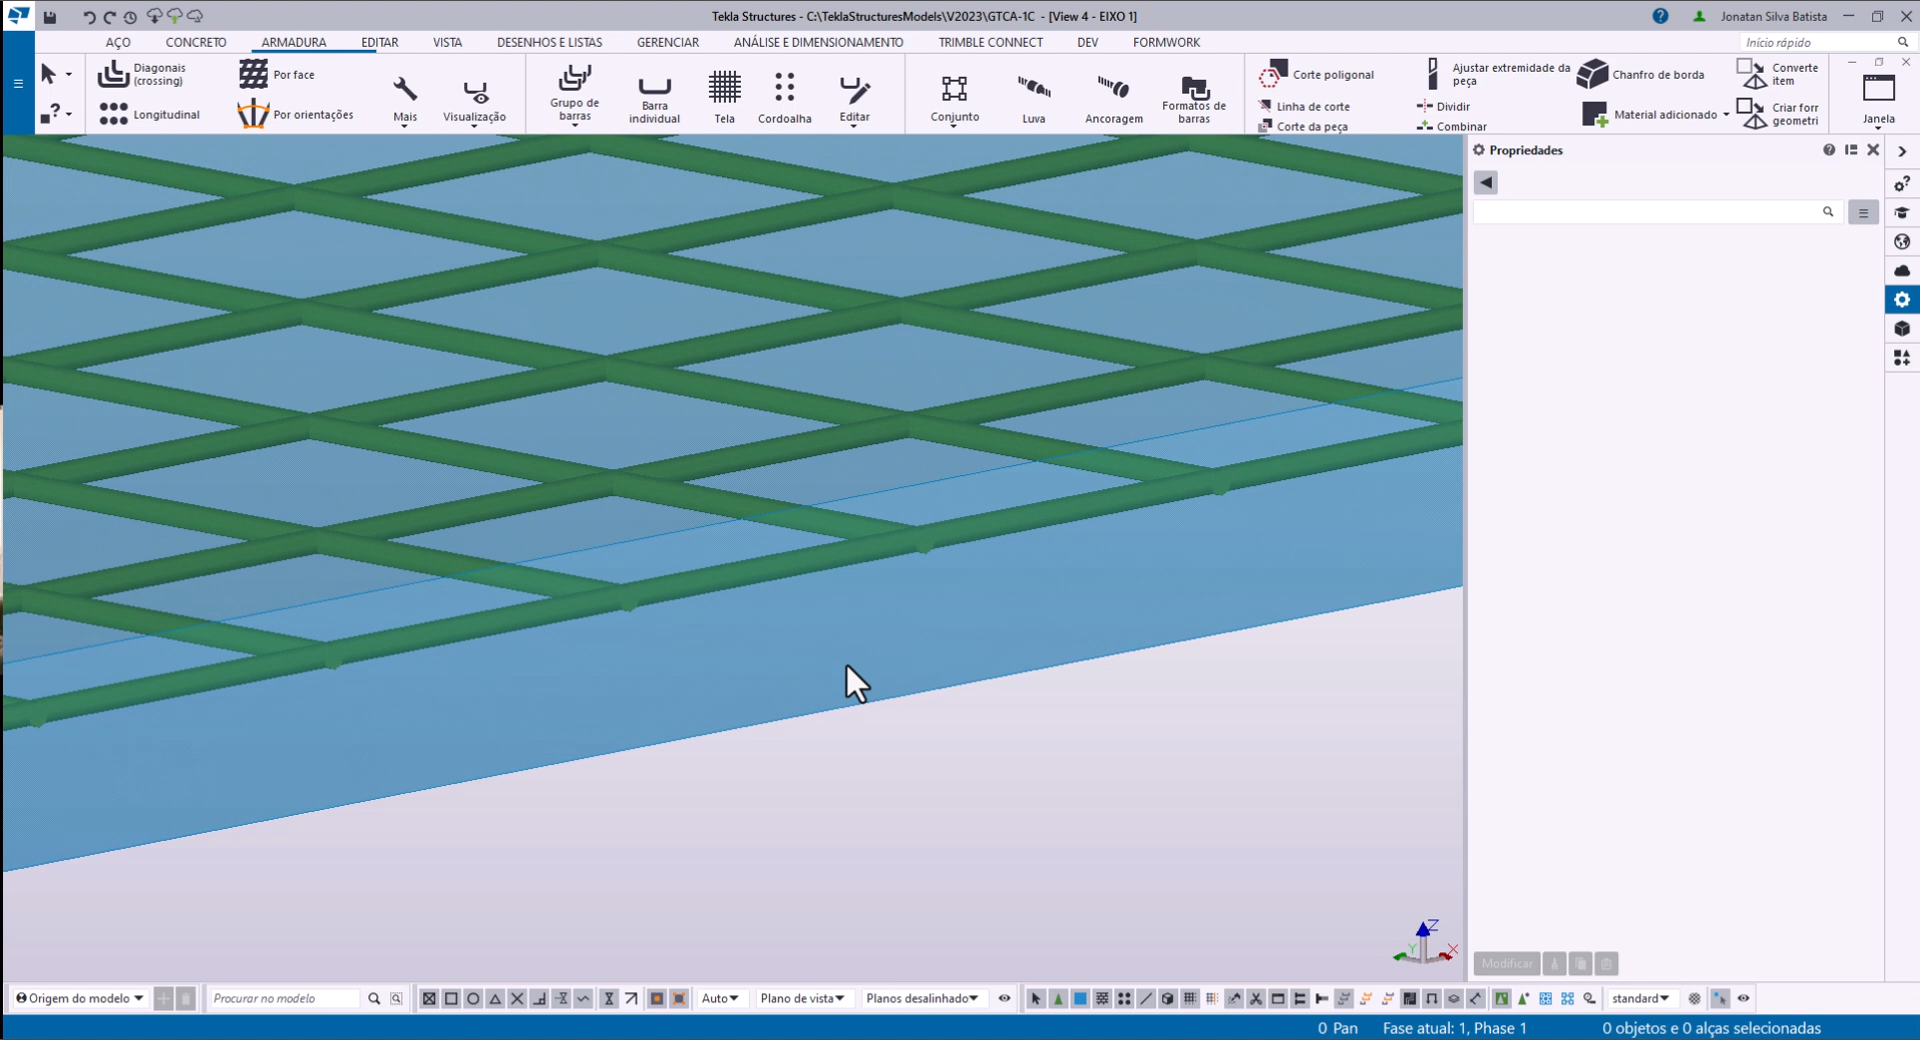 Tekla Structures - C:\TeklaStructuresModels\V2023\GTCA-1C - [View 4 - EIXO 1]
Jonatan Silva Batista
AÇO CONCRETO ARMADURA EDITAR VISTA DESENHOS E LISTAS GERENCIAR ANÁLISE E DIMENSIONAMENTO TRIMBLE CONNECT DEV FORMWORK
Início rápido
Diagonais
(crossing)
Longitudinal
Por face
Por orientações
Mais
Visualização
Grupo de
barras
Barra
individual
Tela
Cordoalha
Editar
Conjunto
Luva
Ancoragem
Formatos de
barras
Corte poligonal
Linha de corte
Corte da peça
Ajustar extremidade da
peça
Dividir
Combinar
Chanfro de borda
Material adicionado
Converte
item
Criar forr
geometri
Janela
Propriedades
Z
Y
X
Modificar
Origem do modelo
Procurar no modelo
Auto
Plano de vista
Planos desalinhado
standard
0 Pan
Fase atual: 1, Phase 1
0 objetos e 0 alças selecionadas